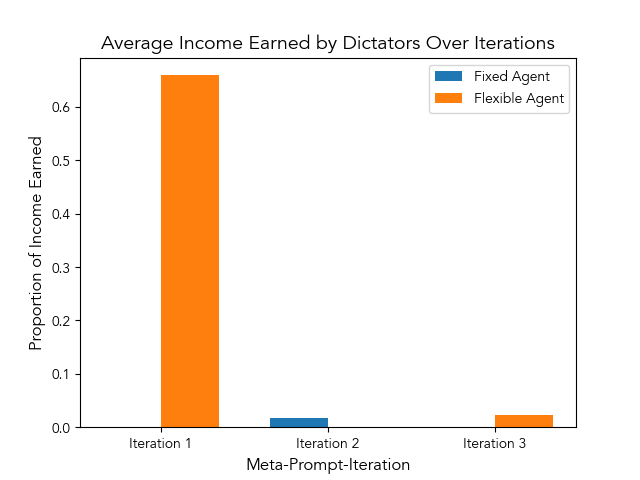 Average Income Earned by Dictators Over Iterations
Fixed Agent
Flexible Agent
Proportion of Income Earned
0.6
0.5
0.4
0.3
0.2
0.1
0.0
Iteration 1
Iteration 2
Iteration 3
Meta-Prompt-Iteration